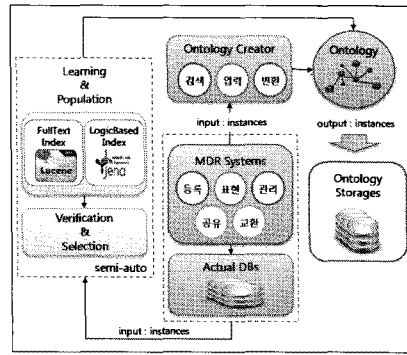 Learning
&
Population
FullText
Index
Lucene
LogicBased
Index
jena
Verification
&
Selection
semi-auto
Ontology Creator
검색
입력
변환
input : instances
MDR Systems
등록
표현
관리
공유
교환
Actual DBs
input : instances
Ontology
output : instances
Ontology
Storages